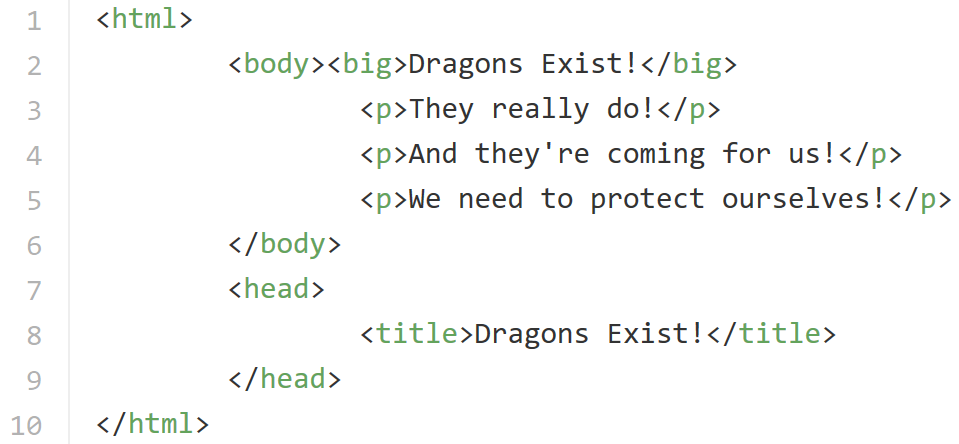 1 <html>
2 <body><big>Dragons Exist!</big>
3 <p>They really do!</p>
4 <p>And they're coming for us!</p>
5 <p>We need to protect ourselves!</p>
6 </body>
7 <head>
8 <title>Dragons Exist!</title>
9 </head>
10 </html>